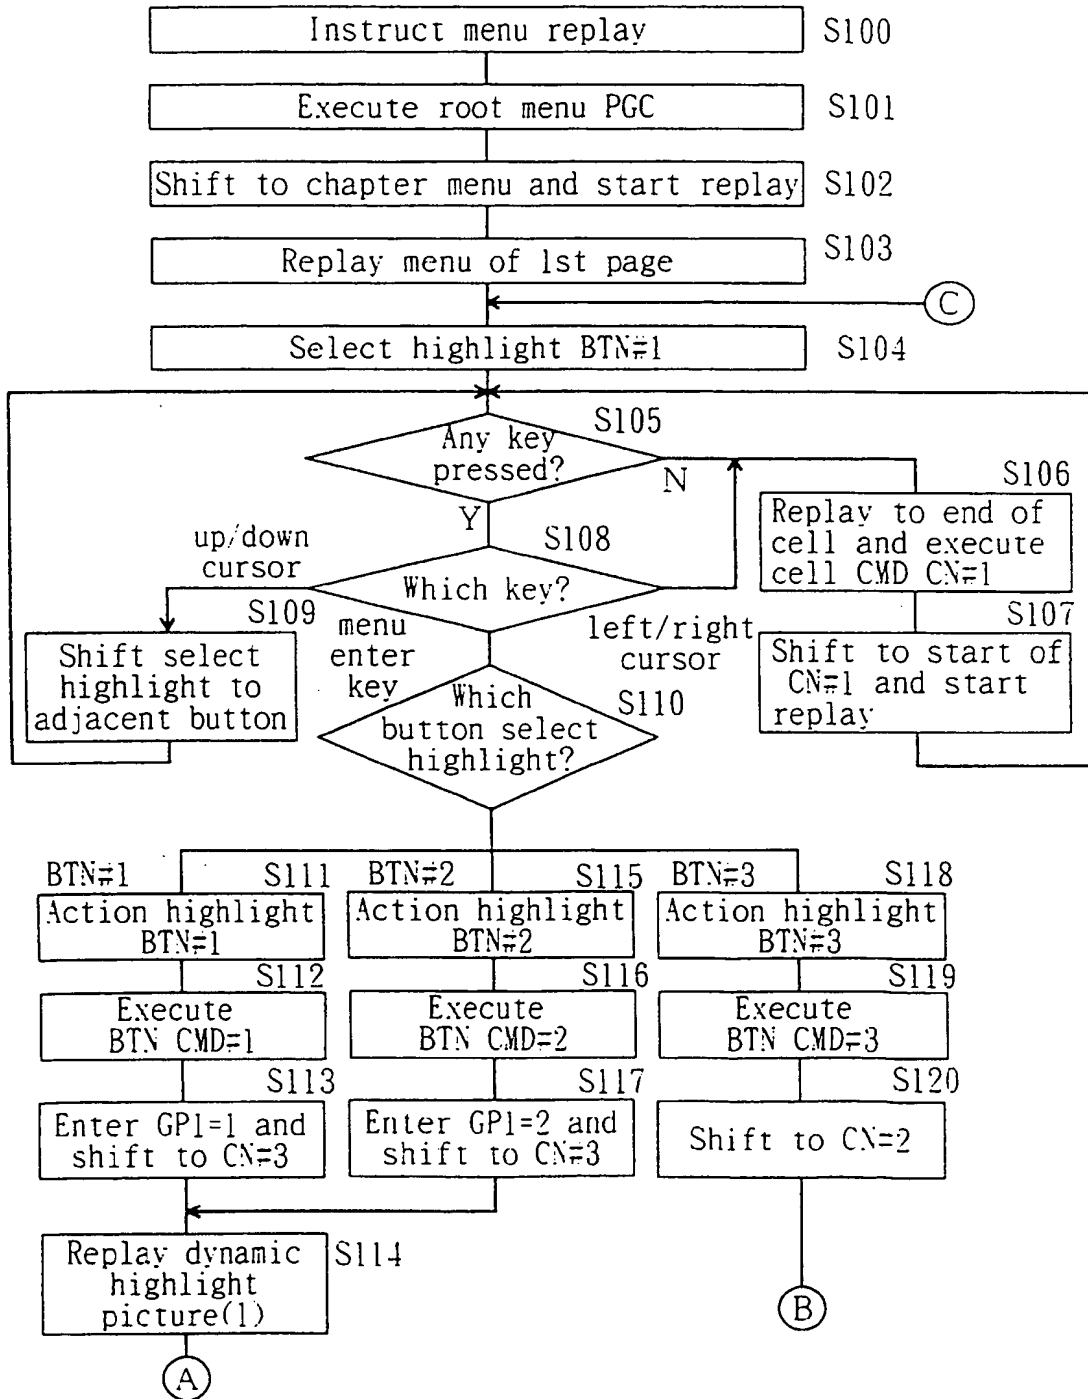 Instruct menu replay
S100
Execute root menu PGC
S101
Shift to chapter menu and start replay
S102
Replay menu of 1st page
S103
C
Select highlight BTN#1
S104
S105
Any key
pressed?
N
Y
S106
Replay to end of
cell and execute
cell CMD CN#1
up/down
cursor
S108
Which key?
S107
Shift to start of
CN#1 and start
replay
S109
Shift select
highlight to
adjacent button
menu
enter
key
left/right
cursor
S110
Which
button select
highlight?
BTN#1
S111
Action highlight
BTN#1
S112
Execute
BTN CMD#1
S113
Enter GP1=1 and
shift to CN#3
BTN#2
S115
Action highlight
BTN#2
S116
Execute
BTN CMD#2
S117
Enter GP1=2 and
shift to CN#3
BTN#3
S118
Action highlight
BTN#3
S119
Execute
BTN CMD#3
S120
Shift to CN#2
Replay dynamic
highlight
picture(1)
S114
A
B